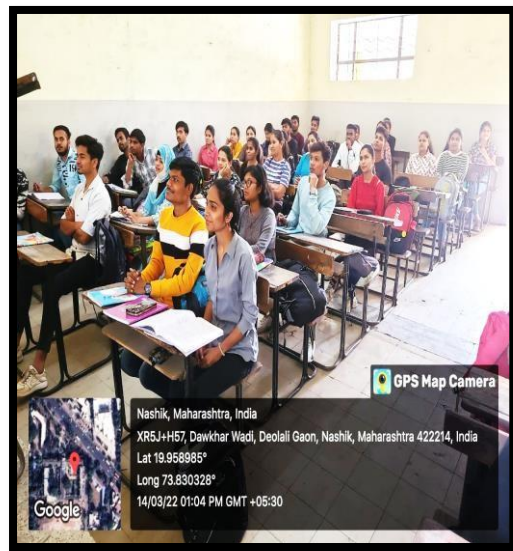 GPS Map Camera
Nashik, Maharashtra, India
XR5J+H57, Dawkhar Wadi, Deolali Gaon, Nashik, Maharashtra 422214, India
Lat 19.958985°
Long 73.830328°
14/03/22 01:04 PM GMT +05:30
Google